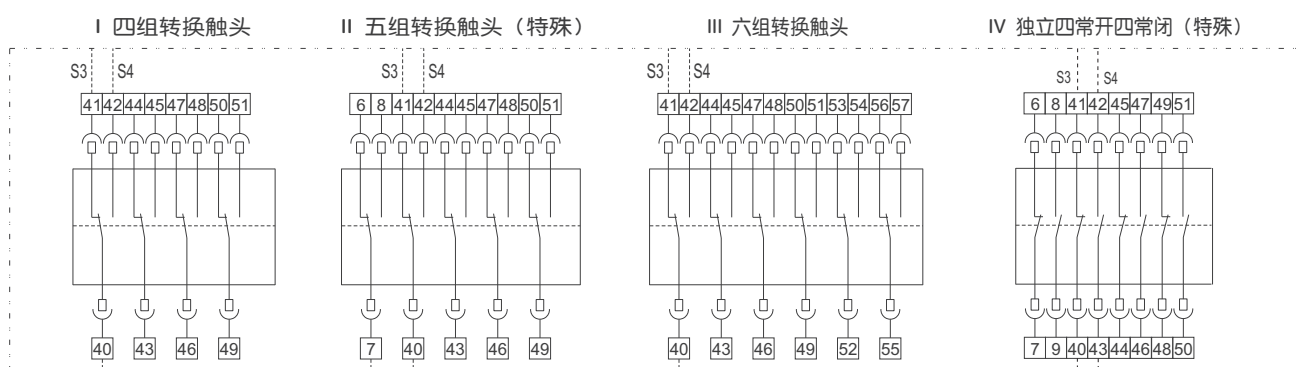 I 四组转换触头 II 五组转换触头（特殊） III 六组转换触头 IV 独立四常开四常闭（特殊）
S3 S4 S3 S4 S3 S4 S3 S4
41 42 44 45 47 48 50 51 6 8 41 42 44 45 47 48 50 51 41 42 44 45 47 48 50 51 53 54 56 57 6 8 41 42 45 47 49 51
40 43 46 49 7 40 43 46 49 40 43 46 49 52 55 7 9 40 43 44 46 48 50